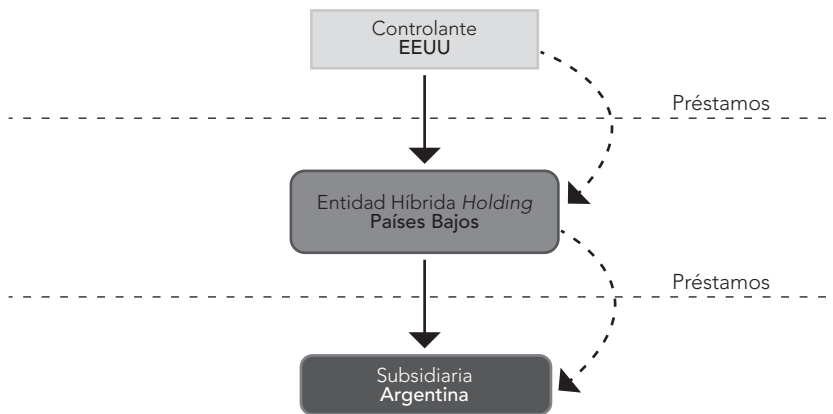 Controlante
EEUU
Préstamos
Entidad Híbrida Holding
Países Bajos
Préstamos
Subsidiaria
Argentina